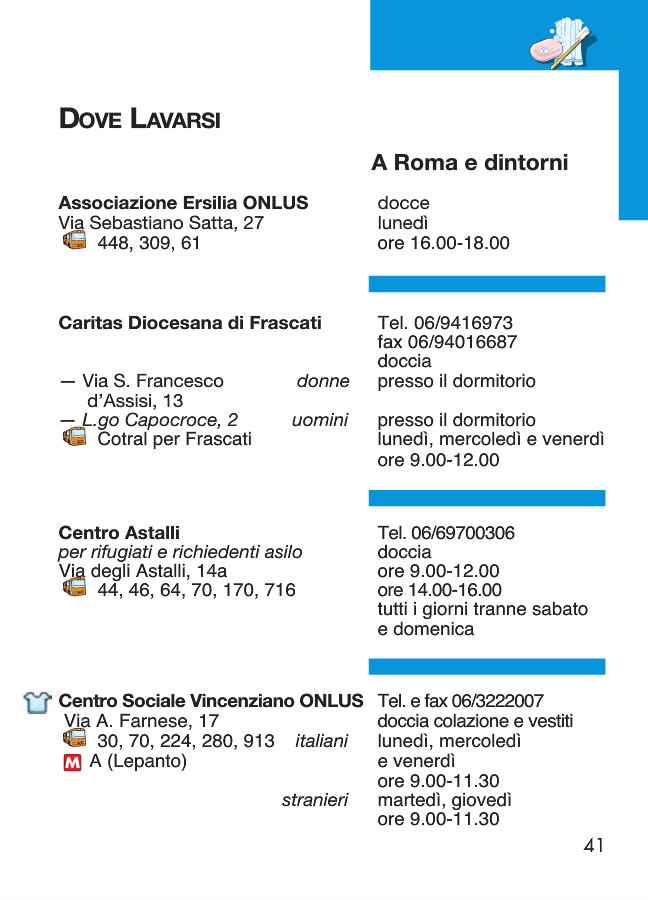 DOVE LAVARSI
A Roma e dintorni
Associazione Ersilia ONLUS docce
Via Sebastiano Satta, 27 lunedì
448, 309, 61 ore 16.00-18.00
Caritas Diocesana di Frascati Tel. 06/9416973
fax 06/94016687
doccia
— Via S. Francesco donne presso il dormitorio
d’Assisi, 13
— L.go Capocroce, 2 uomini presso il dormitorio
Cotral per Frascati lunedì, mercoledì e venerdì
ore 9.00-12.00
Centro Astalli Tel. 06/69700306
per rifugiati e richiedenti asilo doccia
Via degli Astalli, 14a ore 9.00-12.00
44, 46, 64, 70, 170, 716 ore 14.00-16.00
tutti i giorni tranne sabato
e domenica
Centro Sociale Vincenziano ONLUS Tel. e fax 06/3222007
Via A. Farnese, 17 doccia colazione e vestiti
30, 70, 224, 280, 913 italiani lunedì, mercoledì
M A (Lepanto) e venerdì
ore 9.00-11.30
stranieri martedì, giovedì
ore 9.00-11.30
41